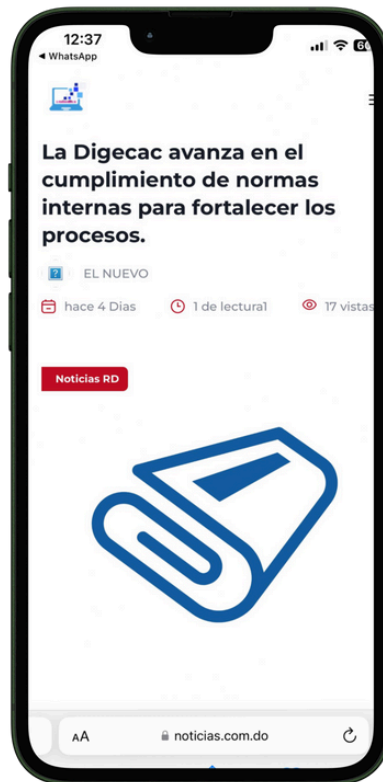 12:37
WhatsApp
La Digecac avanza en el
cumplimiento de normas
internas para fortalecer los
procesos.
EL NUEVO
hace 4 Dias 1 de lectura1 17 vistas
Noticias RD
AA noticias.com.do